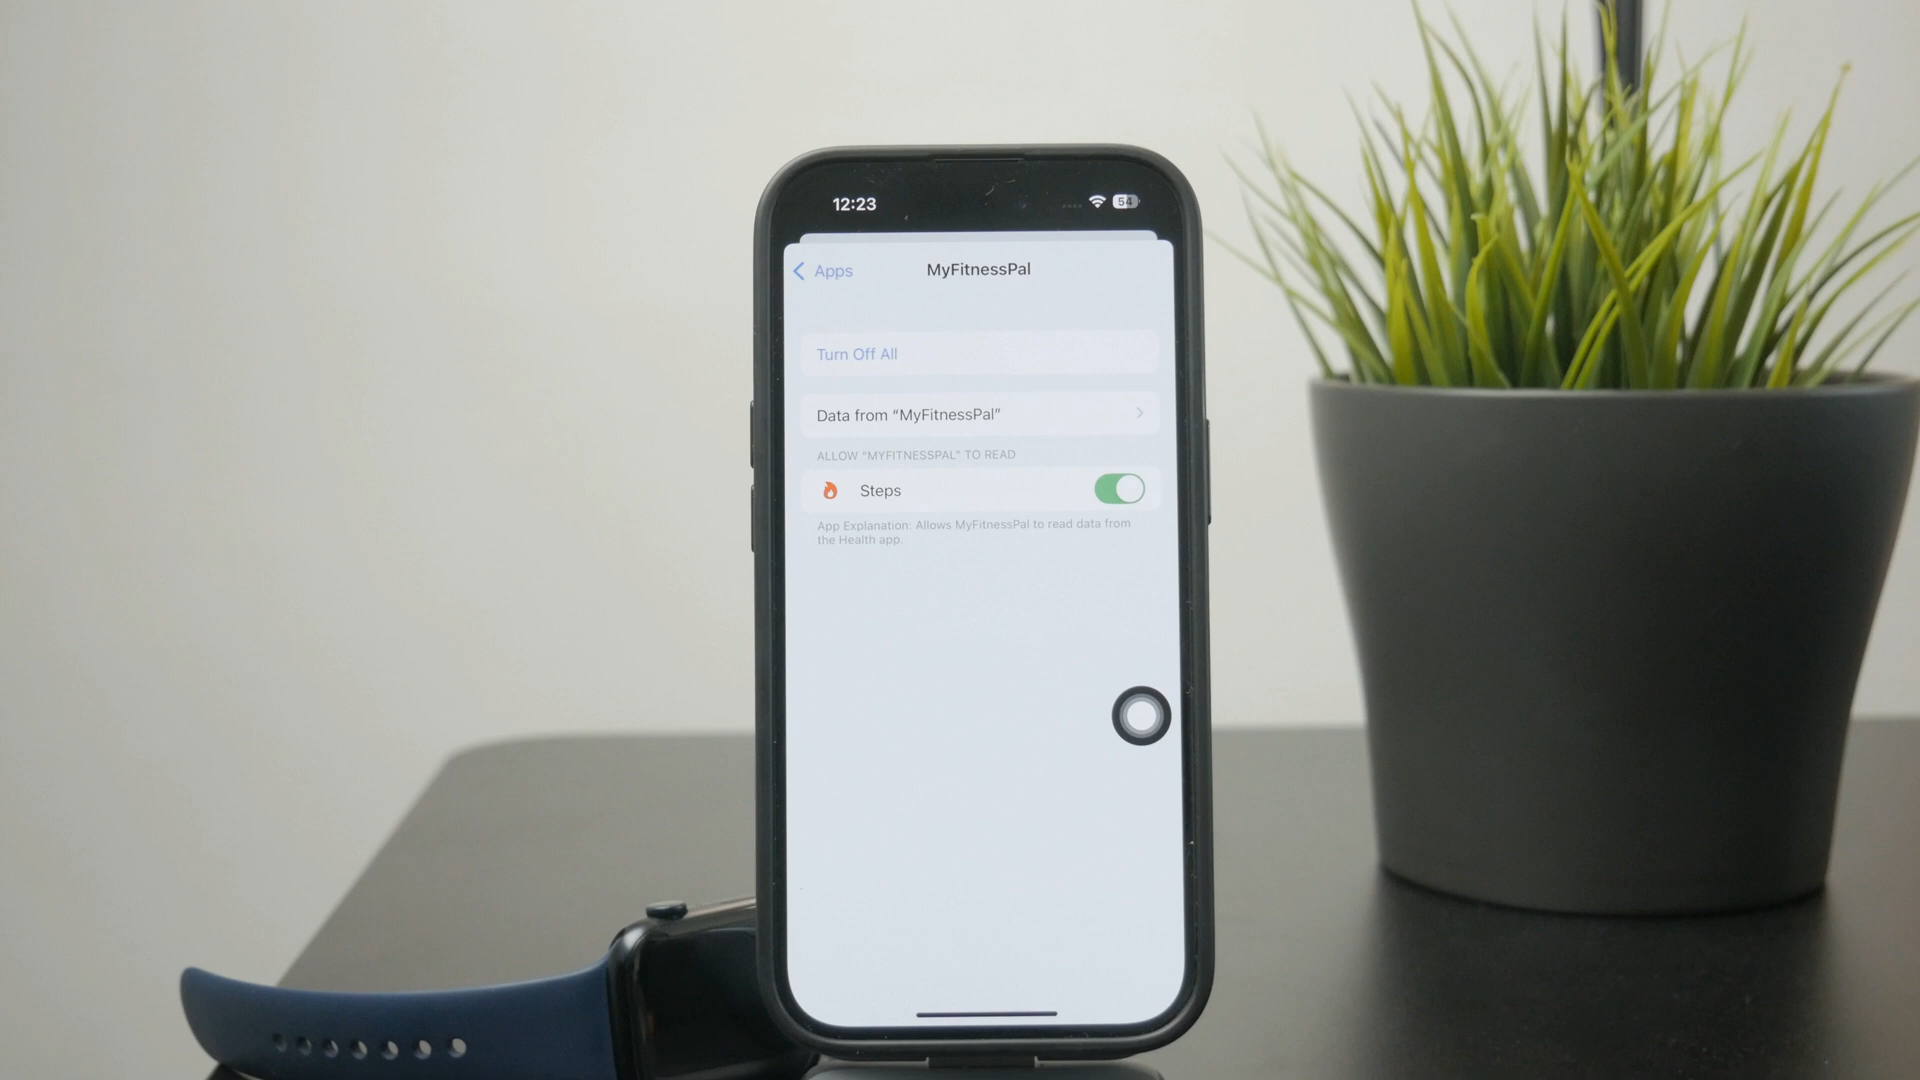 12:23
54
Apps
MyFitnessPal
Turn Off All
Data from “MyFitnessPal”
ALLOW “MYFITNESSPAL” TO READ
Steps
App Explanation: Allows MyFitnessPal to read data from
the Health app.